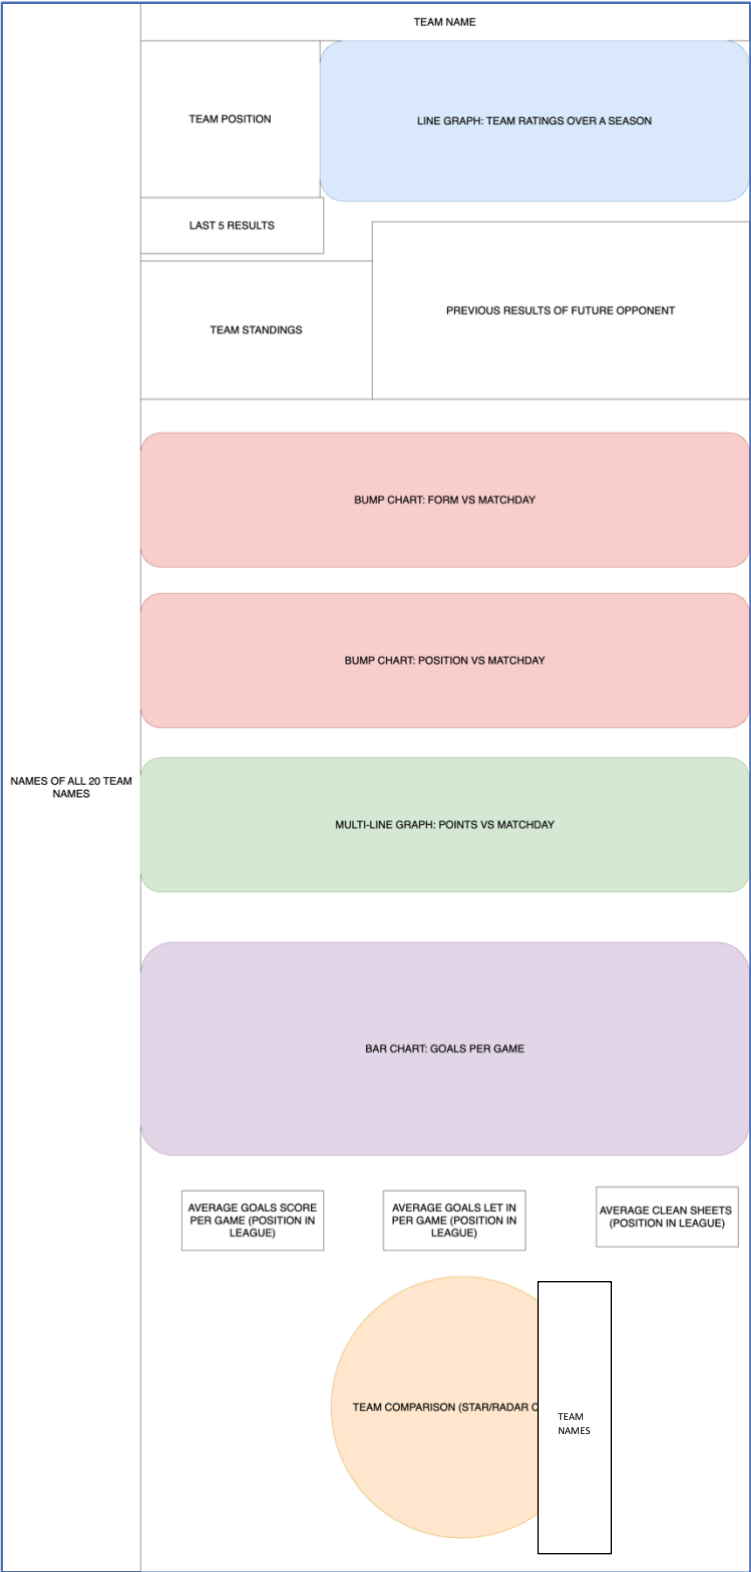 TEAM NAME
TEAM POSITION
LINE GRAPH: TEAM RATINGS OVER A SEASON
LAST 5 RESULTS
PREVIOUS RESULTS OF FUTURE OPPONENT
TEAM STANDINGS
BUMP CHART: FORM VS MATCHDAY
BUMP CHART: POSITION VS MATCHDAY
NAMES OF ALL 20 TEAM
NAMES
MULTI-LINE GRAPH: POINTS VS MATCHDAY
BAR CHART: GOALS PER GAME
AVERAGE GOALS SCORE
PER GAME (POSITION IN
LEAGUE)
AVERAGE GOALS LET IN
PER GAME (POSITION IN
LEAGUE)
AVERAGE CLEAN SHEETS
(POSITION IN LEAGUE)
TEAM COMPARISON (STAR/RADAR C
TEAM
NAMES